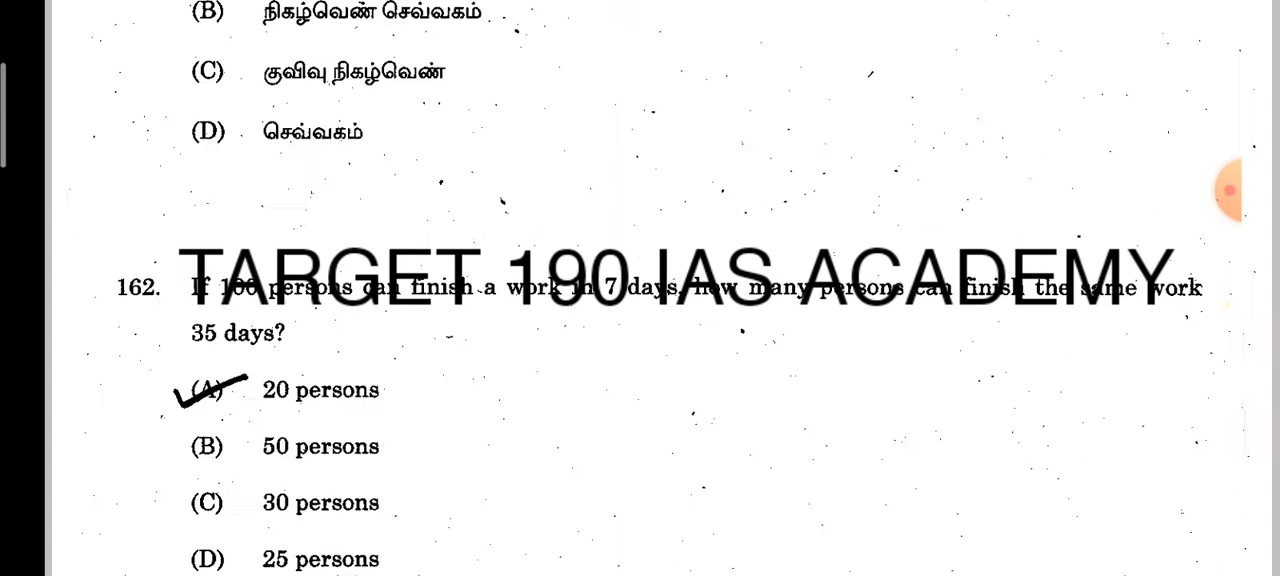 (B) நிகழ்வெண் செவ்வகம்
(C) குவிவு நிகழ்வெண்
(D) செவ்வகம்
TARGET 190 IAS ACADEMY
162. If 100 persons can finish a work in 7 days, how many persons can finish the same work
35 days?
(A) 20 persons
(B) 50 persons
(C) 30 persons
(D) 25 persons